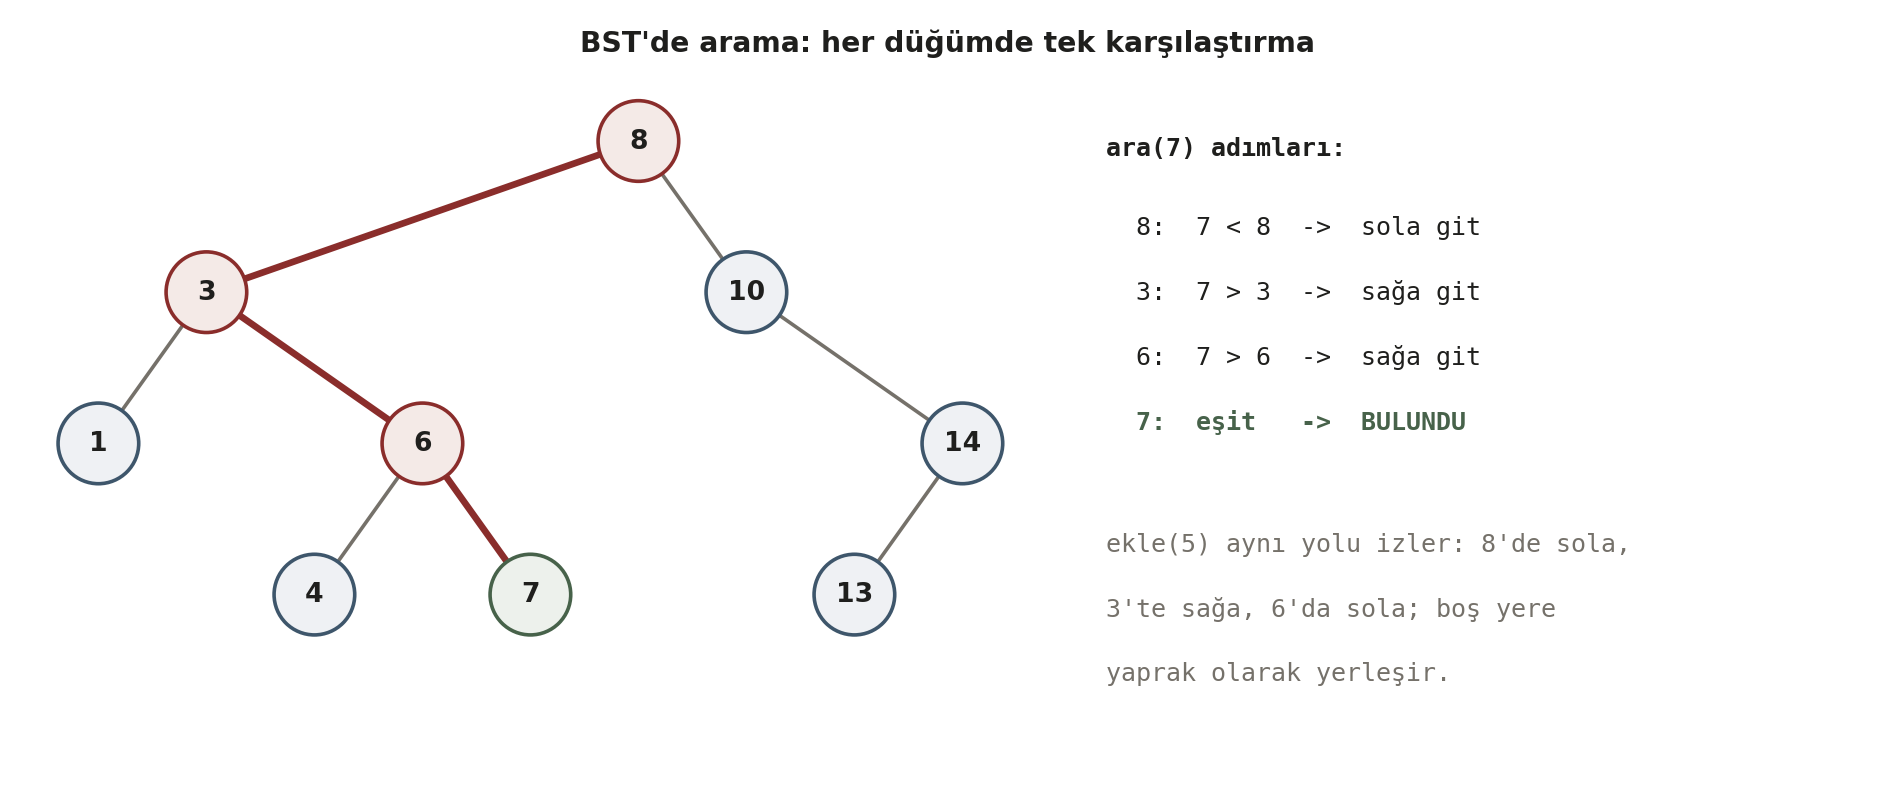 BST'de arama: her düğümde tek karşılaştırma
8
3
10
1
6
14
4
7
13
ara(7) adımları:
8:  7 < 8  ->  sola git
3:  7 > 3  ->  sağa git
6:  7 > 6  ->  sağa git
7:  eşit   ->  BULUNDU
ekle(5) aynı yolu izler: 8'de sola,
3'te sağa, 6'da sola; boş yere
yaprak olarak yerleşir.